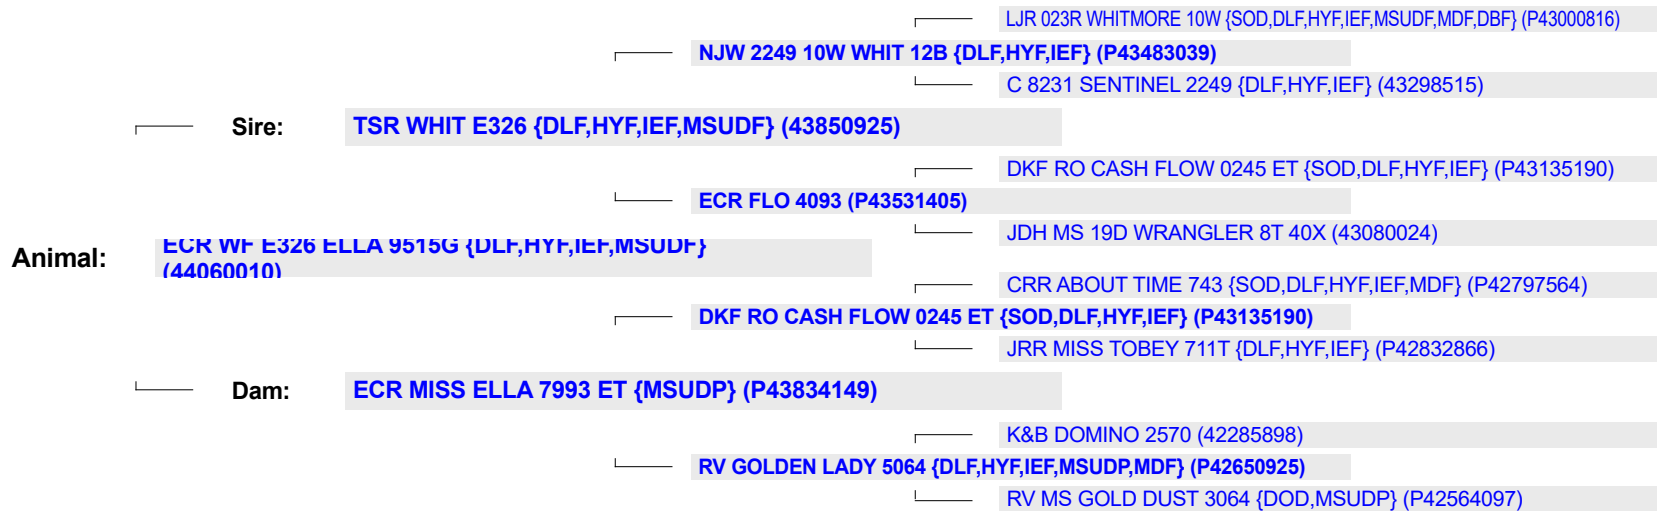 LJR 023R WHITMORE 10W {SOD,DLF,HYF,IEF,MSUDF,MDF,DBF} (P43000816)
NJW 2249 10W WHIT 12B {DLF,HYF,IEF} (P43483039)
C 8231 SENTINEL 2249 {DLF,HYF,IEF} (43298515)
Sire: TSR WHIT E326 {DLF,HYF,IEF,MSUDF} (43850925)
DKF RO CASH FLOW 0245 ET {SOD,DLF,HYF,IEF} (P43135190)
ECR FLO 4093 (P43531405)
JDH MS 19D WRANGLER 8T 40X (43080024)
Animal: ECR WF E326 ELLA 9515G {DLF,HYF,IEF,MSUDF}
(44060010)
CRR ABOUT TIME 743 {SOD,DLF,HYF,IEF,MDF} (P42797564)
DKF RO CASH FLOW 0245 ET {SOD,DLF,HYF,IEF} (P43135190)
JRR MISS TOBEY 711T {DLF,HYF,IEF} (P42832866)
Dam: ECR MISS ELLA 7993 ET {MSUDP} (P43834149)
K&B DOMINO 2570 (42285898)
RV GOLDEN LADY 5064 {DLF,HYF,IEF,MSUDP,MDF} (P42650925)
RV MS GOLD DUST 3064 {DOD,MSUDP} (P42564097)